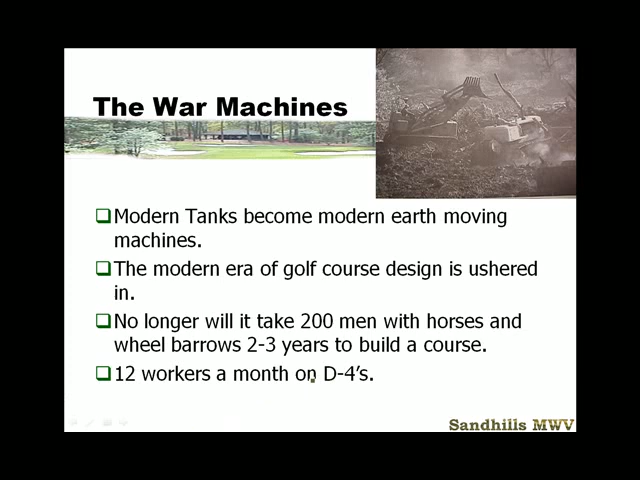 The War Machines
Modern Tanks become modern earth moving
machines.
The modern era of golf course design is ushered
in.
No longer will it take 200 men with horses and
wheel barrows 2-3 years to build a course.
12 workers a month on D-4's.
Sandhills MWV